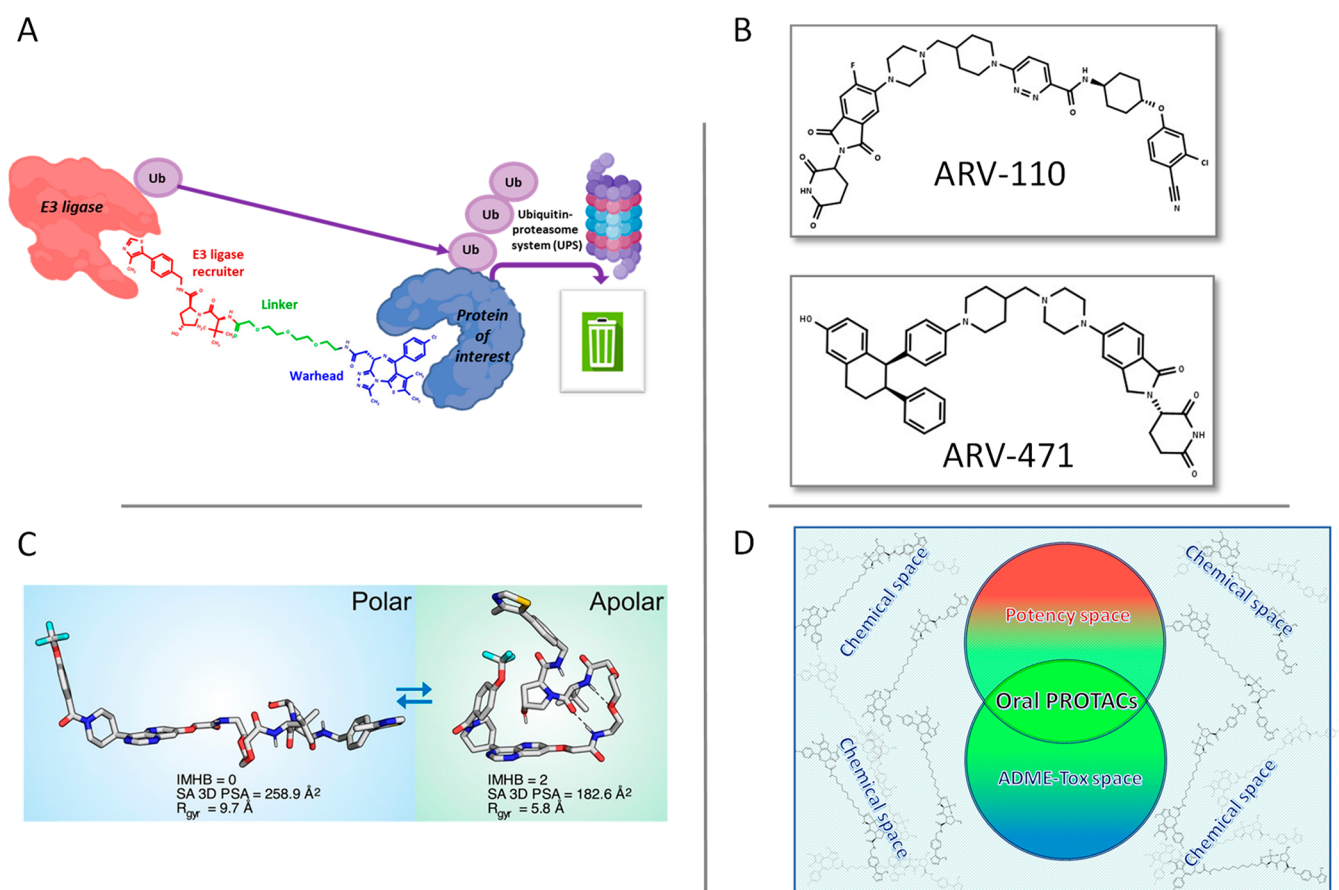 A
Ub
E3 ligase
E3 ligase
recruiter
Linker
Warhead
Ub
Ub
Ub
Ubiquitin-
proteasome
system (UPS)
Protein
of
interest
B
ARV-110
HO
ARV-471
C
Polar
IMHB = 0
SA 3D PSA = 258.9 Å²
Rgyr = 9.7 Å
Apolar
IMHB = 2
SA 3D PSA = 182.6 Å²
Rgyr = 5.8 Å
D
Chemical space
Chemical space
Potency space
Oral PROTACs
ADME-Tox space
Chemical space
Chemical space